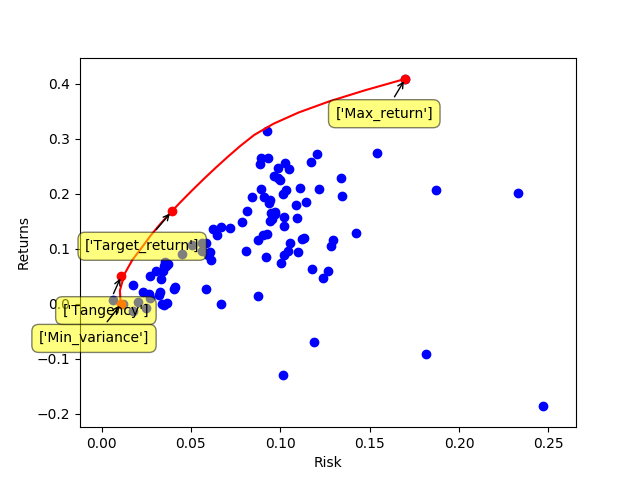 0.4
0.3
0.2
0.1
0.0
−0.1
−0.2
Returns
['Max_return']
['Target_return']
['Tangency']
['Min_variance']
0.00
0.05
0.10
0.15
0.20
0.25
Risk